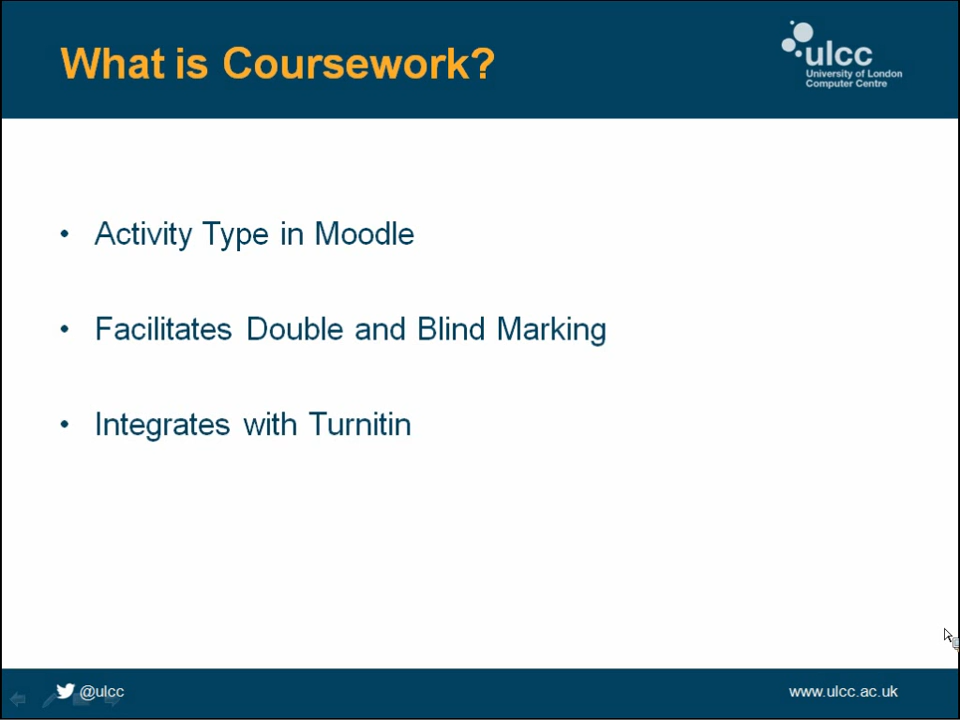 What is Coursework?
ulcc
University of London
Computer Centre
• Activity Type in Moodle
• Facilitates Double and Blind Marking
• Integrates with Turnitin
@ulcc
www.ulcc.ac.uk